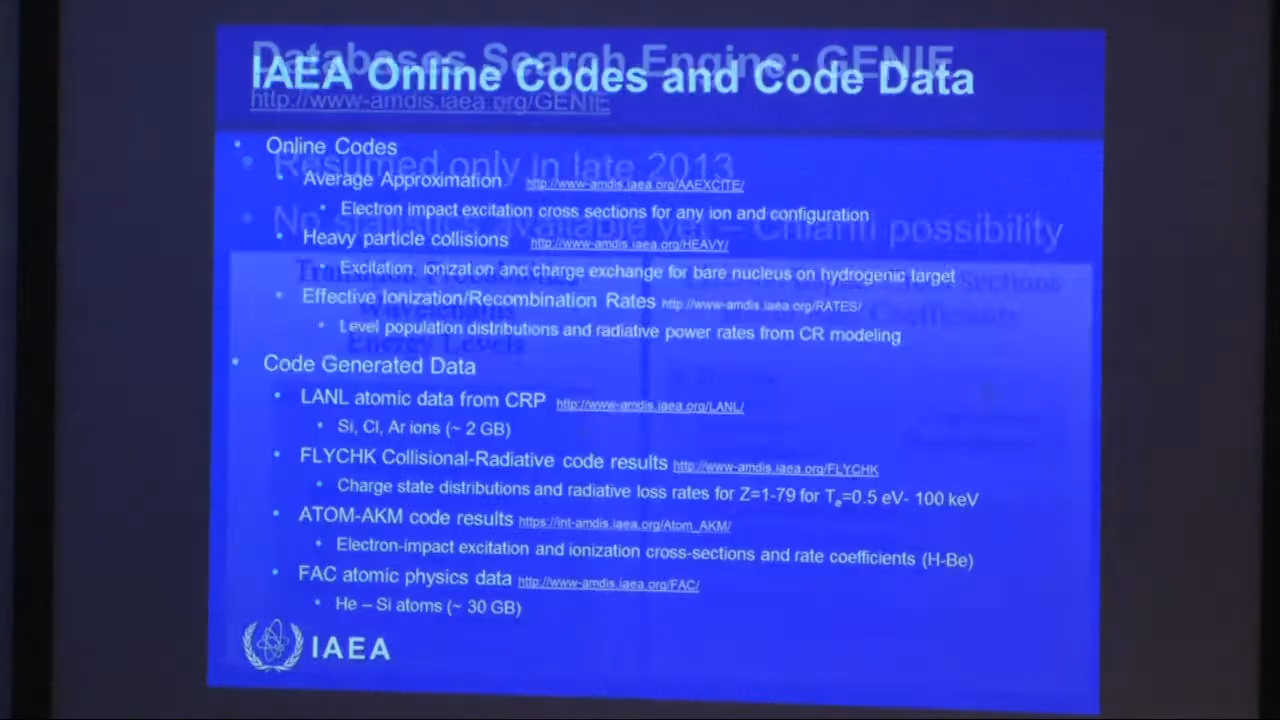 Databases Search Engine: GENIE
IAEA Online Codes and Code Data
http://www-amdis.iaea.org/GENIE
• Online Codes
• Resumed only in late 2013
• Average Approximation http://www-amdis.iaea.org/AAEXCITE/
• Electron impact excitation cross sections for any ion and configuration
• No available yet – Chianti possibility
• Heavy particle collisions http://www-amdis.iaea.org/HEAVY/
• Excitation, ionization and charge exchange for bare nucleus on hydrogenic target
• Effective Ionization/Recombination Rates http://www-amdis.iaea.org/RATES/
Wavelengths
• Level population distributions and radiative power rates from CR modeling
Energy Levels
• Code Generated Data
• LANL atomic data from CRP http://www-amdis.iaea.org/LANL/
• Si, Cl, Ar ions (~ 2 GB)
• FLYCHK Collisional-Radiative code results http://www-amdis.iaea.org/FLYCHK
• Charge state distributions and radiative loss rates for Z=1-79 for Te=0.5 eV- 100 keV
• ATOM-AKM code results https://int-amdis.iaea.org/Atom_AKM/
• Electron-impact excitation and ionization cross-sections and rate coefficients (H-Be)
• FAC atomic physics data http://www-amdis.iaea.org/FAC/
• He – Si atoms (~ 30 GB)
IAEA